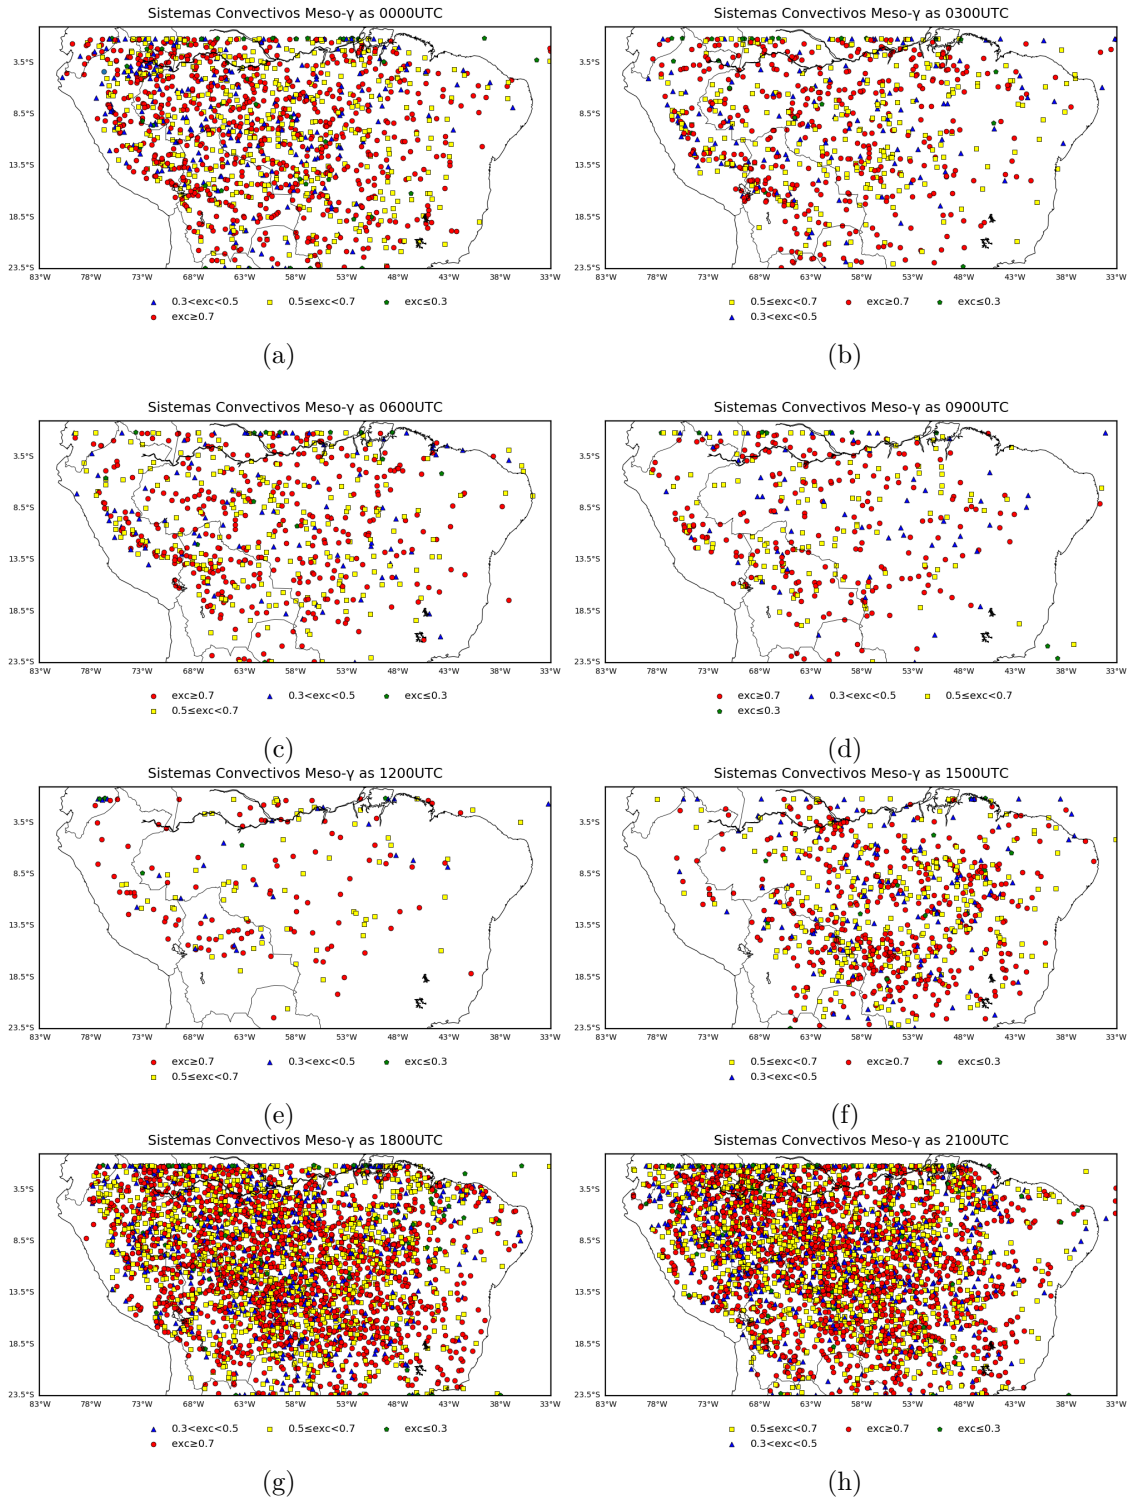 Sistemas Convectivos Meso-γ as 0000UTC
3.5°S
8.5°S
13.5°S
18.5°S
23.5°S
83°W 78°W 73°W 68°W 63°W 58°W 53°W 48°W 43°W 38°W 33°W
0.3<exc<0.5 0.5≤exc<0.7 exc≤0.3
exc≥0.7
(a)
Sistemas Convectivos Meso-γ as 0300UTC
3.5°S
8.5°S
13.5°S
18.5°S
23.5°S
83°W 78°W 73°W 68°W 63°W 58°W 53°W 48°W 43°W 38°W 33°W
0.5≤exc<0.7 exc≥0.7 exc≤0.3
0.3<exc<0.5
(b)
Sistemas Convectivos Meso-γ as 0600UTC
3.5°S
8.5°S
13.5°S
18.5°S
23.5°S
83°W 78°W 73°W 68°W 63°W 58°W 53°W 48°W 43°W 38°W 33°W
exc≥0.7 0.3<exc<0.5 exc≤0.3
0.5≤exc<0.7
(c)
Sistemas Convectivos Meso-γ as 0900UTC
3.5°S
8.5°S
13.5°S
18.5°S
23.5°S
83°W 78°W 73°W 68°W 63°W 58°W 53°W 48°W 43°W 38°W 33°W
exc≥0.7 0.3<exc<0.5 0.5≤exc<0.7
exc≤0.3
(d)
Sistemas Convectivos Meso-γ as 1200UTC
3.5°S
8.5°S
13.5°S
18.5°S
23.5°S
83°W 78°W 73°W 68°W 63°W 58°W 53°W 48°W 43°W 38°W 33°W
exc≥0.7 0.3<exc<0.5 exc≤0.3
0.5≤exc<0.7
(e)
Sistemas Convectivos Meso-γ as 1500UTC
3.5°S
8.5°S
13.5°S
18.5°S
23.5°S
83°W 78°W 73°W 68°W 63°W 58°W 53°W 48°W 43°W 38°W 33°W
0.5≤exc<0.7 exc≥0.7 exc≤0.3
0.3<exc<0.5
(f)
Sistemas Convectivos Meso-γ as 1800UTC
3.5°S
8.5°S
13.5°S
18.5°S
23.5°S
83°W 78°W 73°W 68°W 63°W 58°W 53°W 48°W 43°W 38°W 33°W
0.3<exc<0.5 0.5≤exc<0.7 exc≤0.3
exc≥0.7
(g)
Sistemas Convectivos Meso-γ as 2100UTC
3.5°S
8.5°S
13.5°S
18.5°S
23.5°S
83°W 78°W 73°W 68°W 63°W 58°W 53°W 48°W 43°W 38°W 33°W
0.5≤exc<0.7 exc≥0.7 exc≤0.3
0.3<exc<0.5
(h)